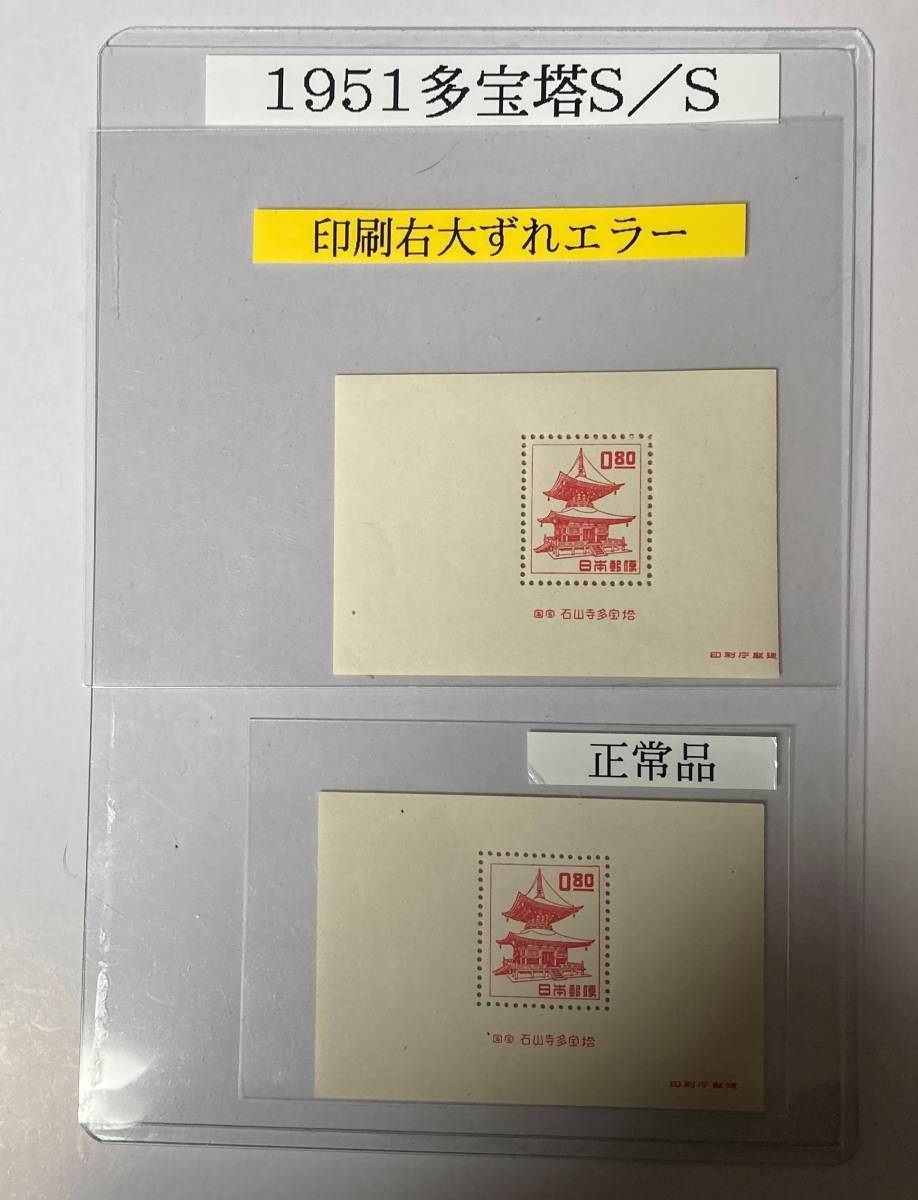 1951多宝塔S/S
印刷右大ずれエラー
0.80
日本郵便
国宝 石山寺多宝塔
印刷庁製造
正常品
0.80
日本郵便
国宝 石山寺多宝塔
印刷庁製造